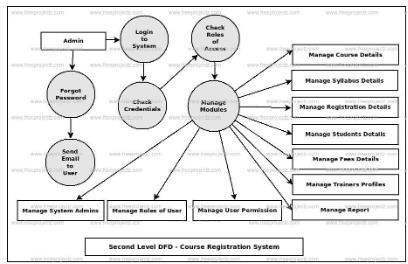 Admin
Login
to
System
Check
Roles
of
Access
Forgot
Password
Check
Credentials
Manage
Modules
Send
Email
to
User
Manage Course Details
Manage Syllabus Details
Manage Registration Details
Manage Students Details
Manage Fees Details
Manage Trainers Profiles
Manage Report
Manage System Admins
Manage Roles of User
Manage User Permission
Second Level DFD - Course Registration System